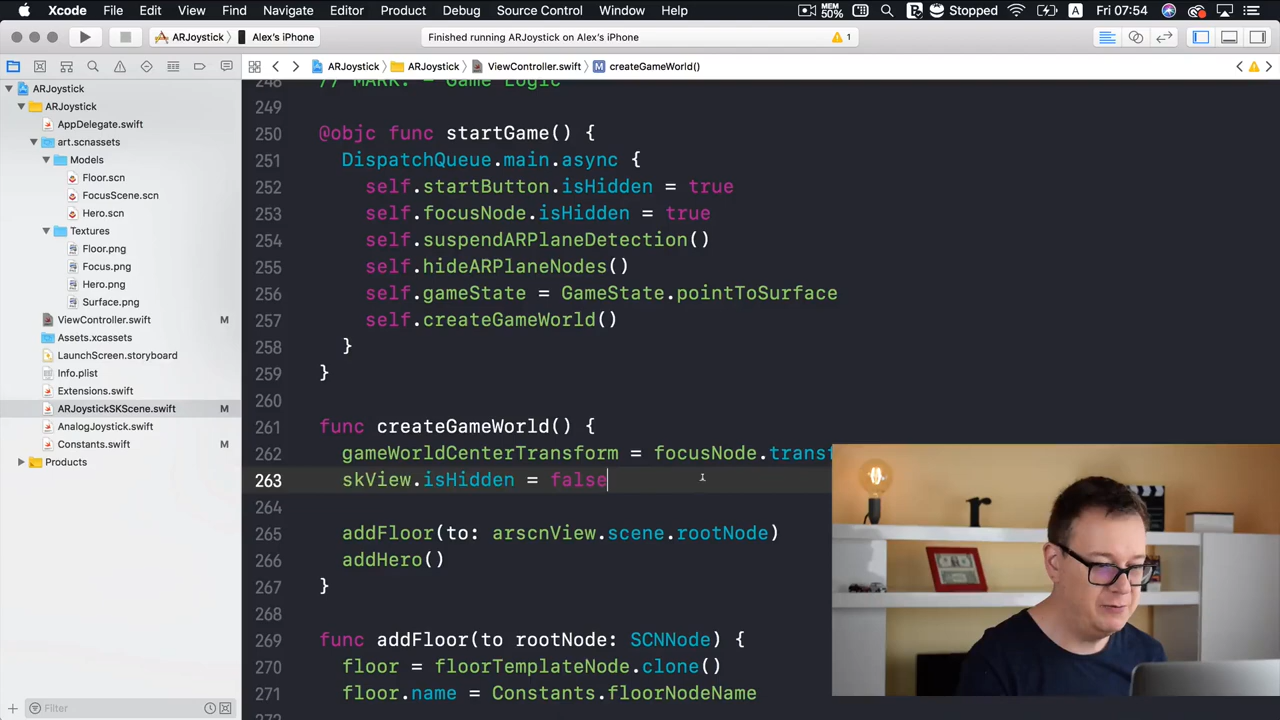 Xcode File Edit View Find Navigate Editor Product Debug Source Control Window Help MEM 50% Stopped A Fri 07:54
ARJoystick Alex's iPhone Finished running ARJoystick on Alex's iPhone 1
ARJoystick ARJoystick ViewController.swift M createGameWorld()
ARJoystick
ARJoystick
AppDelegate.swift
art.scnassets
Models
Floor.scn
FocusScene.scn
Hero.scn
Textures
Floor.png
Focus.png
Hero.png
Surface.png
ViewController.swift M
Assets.xcassets
LaunchScreen.storyboard
Info.plist
Extensions.swift
ARJoystickSKScene.swift M
AnalogJoystick.swift
Constants.swift M
Products
Filter
248 // MARK: - Game Logic
249
250 @objc func startGame() {
251 DispatchQueue.main.async {
252 self.startButton.isHidden = true
253 self.focusNode.isHidden = true
254 self.suspendARPlaneDetection()
255 self.hideARPlaneNodes()
256 self.gameState = GameState.pointToSurface
257 self.createGameWorld()
258 }
259 }
260
261 func createGameWorld() {
262 gameWorldCenterTransform = focusNode.transf
263 skView.isHidden = false
264
265 addFloor(to: arscnView.scene.rootNode)
266 addHero()
267 }
268
269 func addFloor(to rootNode: SCNNode) {
270 floor = floorTemplateNode.clone()
271 floor.name = Constants.floorNodeName